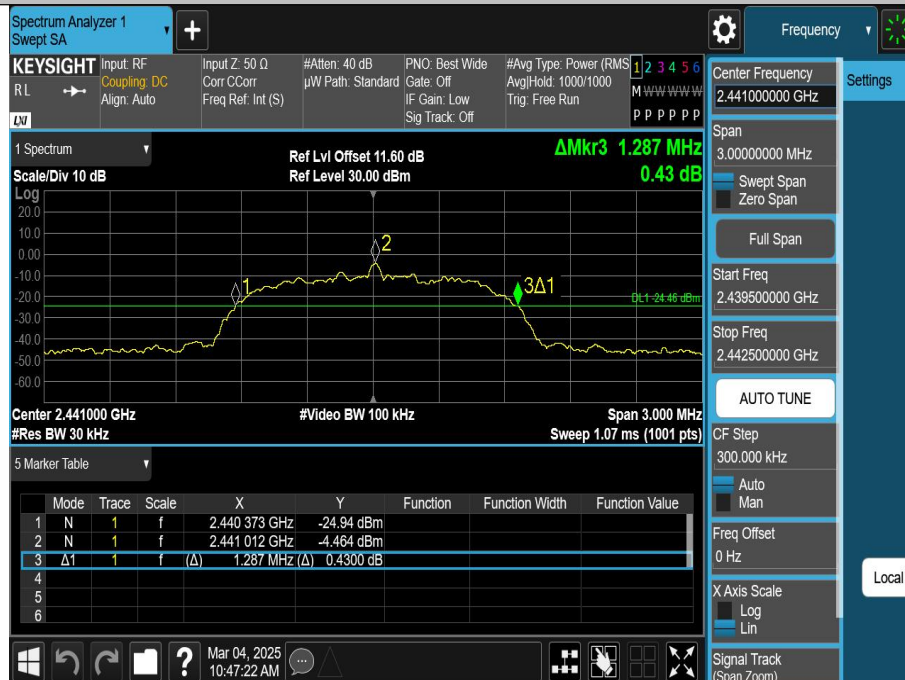 Spectrum Analyzer 1
Swept SA
+
Frequency
KEYSIGHT
RL
LXI
Input: RF
Coupling: DC
Align: Auto
Input Z: 50 Ω
Corr CCorr
Freq Ref: Int (S)
#Atten: 40 dB
µW Path: Standard
PNO: Best Wide
Gate: Off
IF Gain: Low
Sig Track: Off
#Avg Type: Power (RMS
Avg|Hold: 1000/1000
Trig: Free Run
1 2 3 4 5 6
M W W W W W
P P P P P P
1 Spectrum
Scale/Div 10 dB
Ref Lvl Offset 11.60 dB
Ref Level 30.00 dBm
ΔMkr3 1.287 MHz
0.43 dB
Log
20.0
10.0
0.00
-10.0
-20.0
-30.0
-40.0
-50.0
-60.0
1
2
3Δ1
DL1 -24.46 dBm
Center 2.441000 GHz
#Video BW 100 kHz
Span 3.000 MHz
#Res BW 30 kHz
Sweep 1.07 ms (1001 pts)
5 Marker Table
Mode Trace Scale X Y Function Function Width Function Value
1 N 1 f 2.440 373 GHz -24.94 dBm
2 N 1 f 2.441 012 GHz -4.464 dBm
3 Δ1 1 f (Δ) 1.287 MHz (Δ) 0.4300 dB
4
5
6
?
Mar 04, 2025
10:47:22 AM
Center Frequency
2.441000000 GHz
Settings
Span
3.00000000 MHz
Swept Span
Zero Span
Full Span
Start Freq
2.439500000 GHz
Stop Freq
2.442500000 GHz
AUTO TUNE
CF Step
300.000 kHz
Auto
Man
Freq Offset
0 Hz
Local
X Axis Scale
Log
Lin
Signal Track
(Span Zoom)